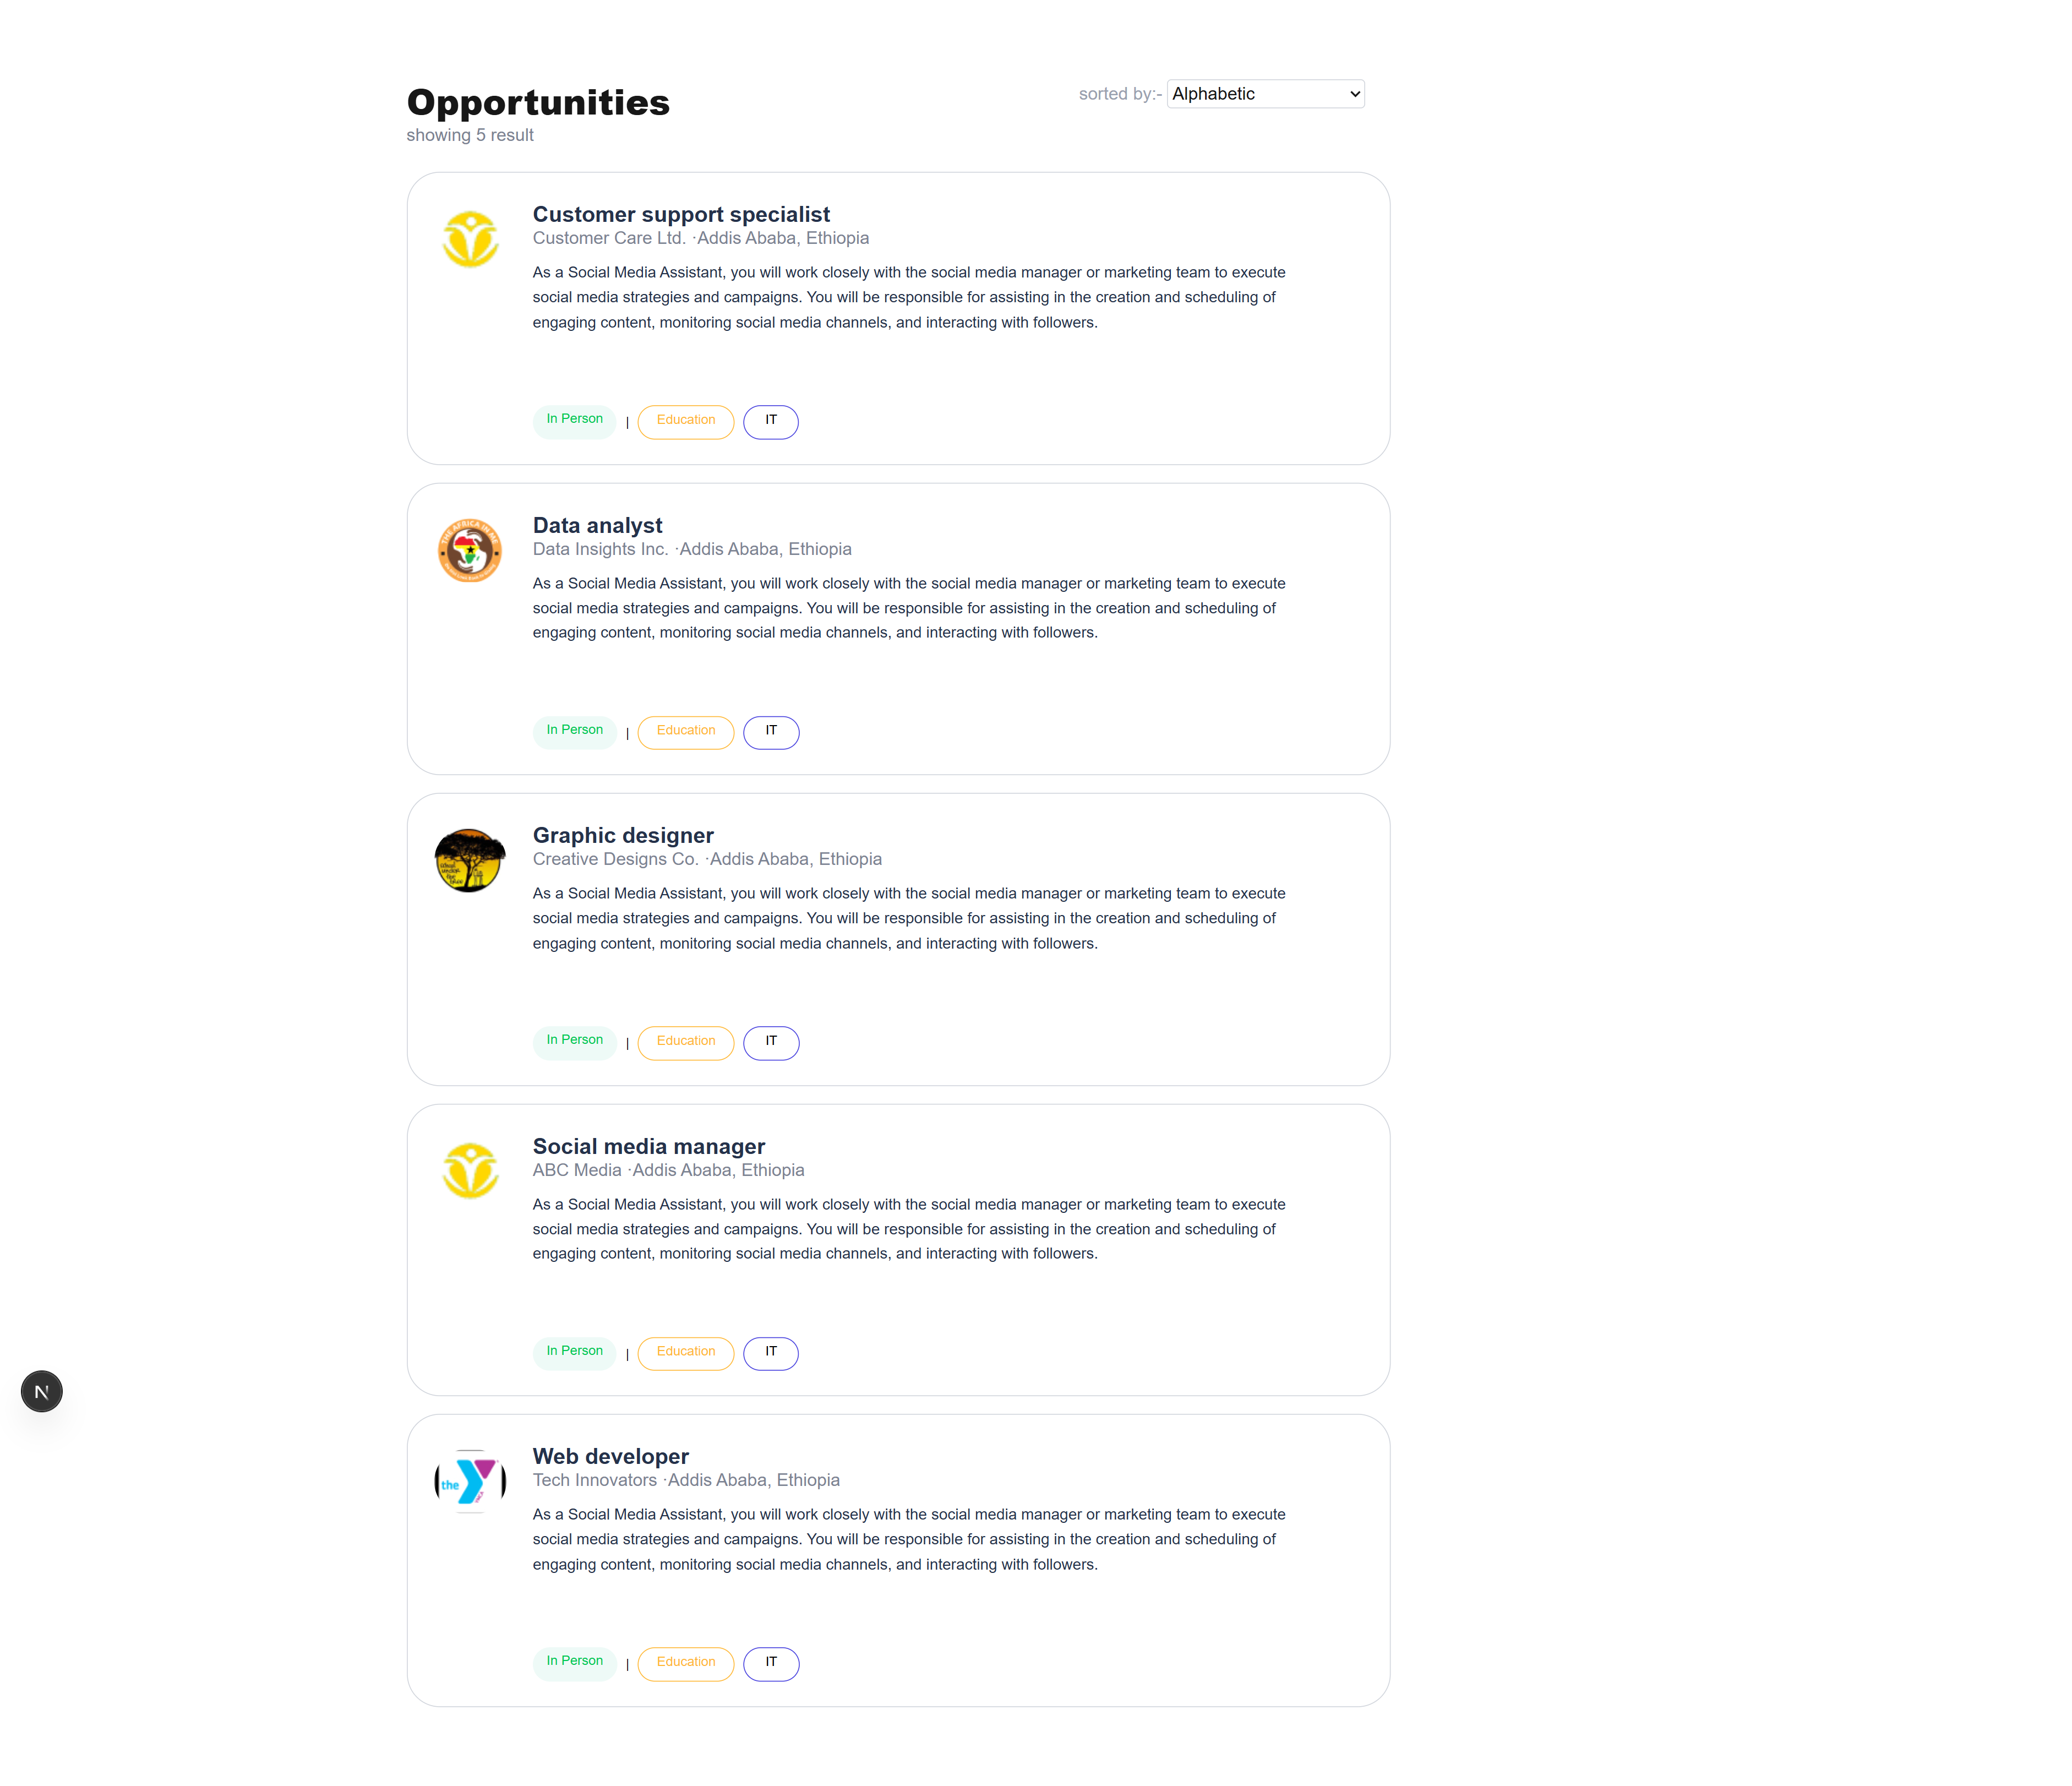 Opportunities
showing 5 result
sorted by:- Alphabetic
Customer support specialist
Customer Care Ltd. ·Addis Ababa, Ethiopia
As a Social Media Assistant, you will work closely with the social media manager or marketing team to execute
social media strategies and campaigns. You will be responsible for assisting in the creation and scheduling of
engaging content, monitoring social media channels, and interacting with followers.
In Person | Education IT
THE AFRICA IN ME
Data analyst
Data Insights Inc. ·Addis Ababa, Ethiopia
As a Social Media Assistant, you will work closely with the social media manager or marketing team to execute
social media strategies and campaigns. You will be responsible for assisting in the creation and scheduling of
engaging content, monitoring social media channels, and interacting with followers.
In Person | Education IT
Graphic designer
Creative Designs Co. ·Addis Ababa, Ethiopia
As a Social Media Assistant, you will work closely with the social media manager or marketing team to execute
social media strategies and campaigns. You will be responsible for assisting in the creation and scheduling of
engaging content, monitoring social media channels, and interacting with followers.
In Person | Education IT
Social media manager
ABC Media ·Addis Ababa, Ethiopia
As a Social Media Assistant, you will work closely with the social media manager or marketing team to execute
social media strategies and campaigns. You will be responsible for assisting in the creation and scheduling of
engaging content, monitoring social media channels, and interacting with followers.
In Person | Education IT
N
the
Web developer
Tech Innovators ·Addis Ababa, Ethiopia
As a Social Media Assistant, you will work closely with the social media manager or marketing team to execute
social media strategies and campaigns. You will be responsible for assisting in the creation and scheduling of
engaging content, monitoring social media channels, and interacting with followers.
In Person | Education IT